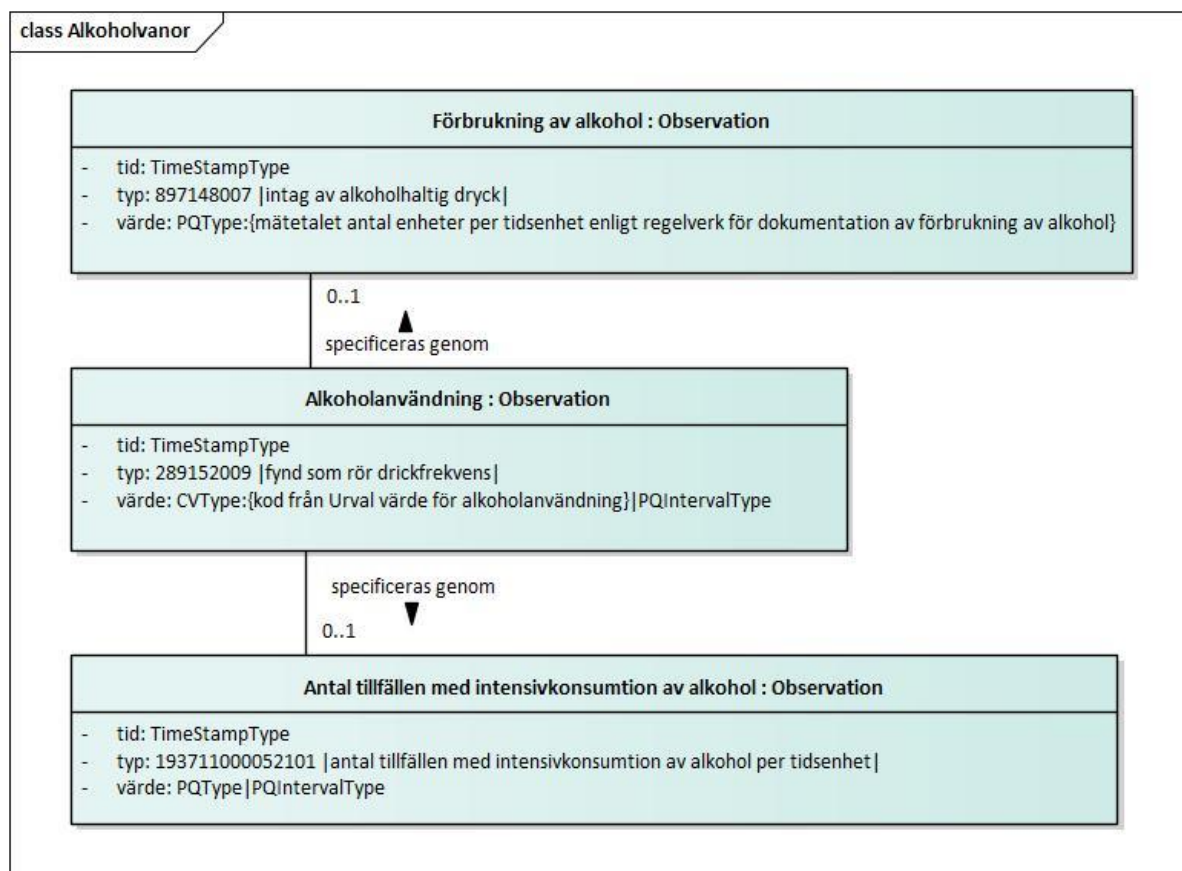 class Alkoholvanor
Förbrukning av alkohol : Observation
- tid: TimeStampType
- typ: 897148007 |intag av alkoholhaltig dryck|
- värde: PQType:{mätetalet antal enheter per tidsenhet enligt regelverk för dokumentation av förbrukning av alkohol}
0..1
specificeras genom
Alkoholanvändning : Observation
- tid: TimeStampType
- typ: 289152009 |fynd som rör drickfrekvens|
- värde: CVType:{kod från Urval värde för alkoholanvändning}|PQIntervalType
specificeras genom
0..1
Antal tillfällen med intensivkonsumtion av alkohol : Observation
- tid: TimeStampType
- typ: 193711000052101 |antal tillfällen med intensivkonsumtion av alkohol per tidsenhet|
- värde: PQType|PQIntervalType